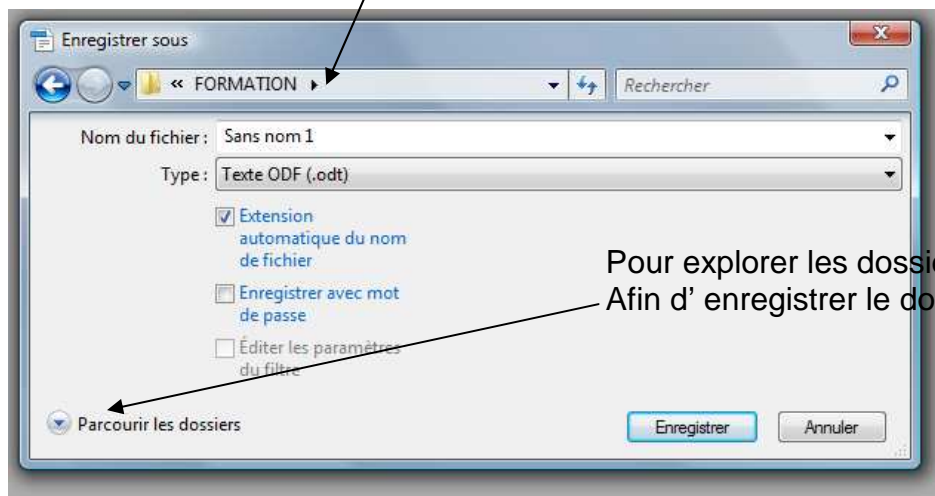 Enregistrer sous
« FORMATION
Rechercher
Nom du fichier : Sans nom 1
Type : Texte ODF (.odt)
Extension
automatique du nom
de fichier
Pour explorer les
Enregistrer avec mot
de passe
Afin d' enregistrer le
Éditer les paramètres
du filtre
Parcourir les dossiers
Enregistrer
Annuler